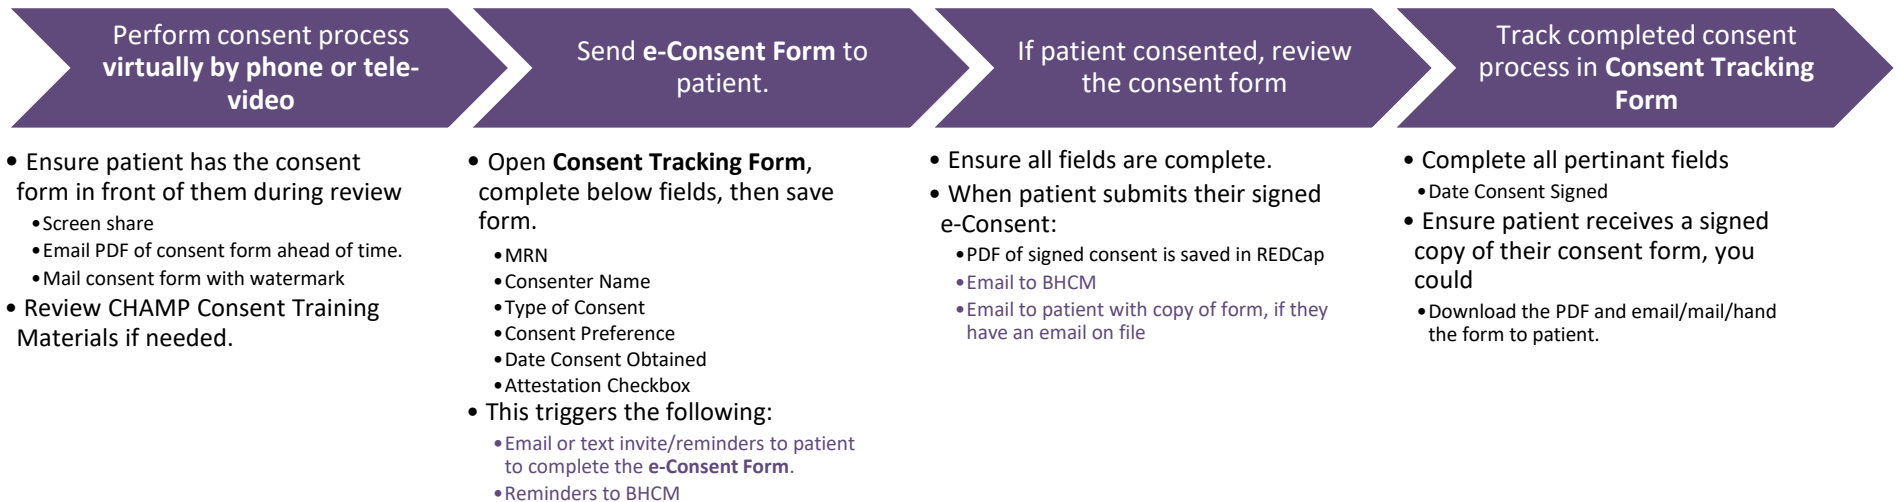 Perform consent process
virtually by phone or tele-
video
Send e-Consent Form to
patient.
If patient consented, review
the consent form
Track completed consent
process in Consent Tracking
Form
• Ensure patient has the consent
form in front of them during review
•Screen share
•Email PDF of consent form ahead of time.
•Mail consent form with watermark
• Review CHAMP Consent Training
Materials if needed.
• Open Consent Tracking Form,
complete below fields, then save
form.
•MRN
•Consenter Name
•Type of Consent
•Consent Preference
•Date Consent Obtained
•Attestation Checkbox
• This triggers the following:
•Email or text invite/reminders to patient
to complete the e-Consent Form.
•Reminders to BHCM
• Ensure all fields are complete.
• When patient submits their signed
e-Consent:
•PDF of signed consent is saved in REDCap
•Email to BHCM
•Email to patient with copy of form, if they
have an email on file
• Complete all pertinant fields
•Date Consent Signed
• Ensure patient receives a signed
copy of their consent form, you
could
•Download the PDF and email/mail/hand
the form to patient.